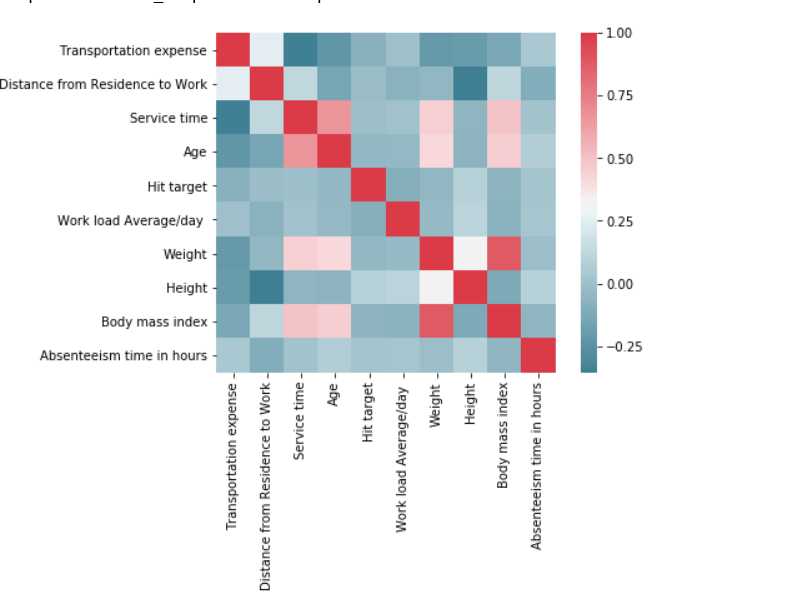 Transportation expense
Distance from Residence to Work
Service time
Age
Hit target
Work load Average/day
Weight
Height
Body mass index
Absenteeism time in hours
1.00
0.75
0.50
0.25
0.00
−0.25
Transportation expense
Distance from Residence to Work
Service time
Age
Hit target
Work load Average/day
Weight
Height
Body mass index
Absenteeism time in hours